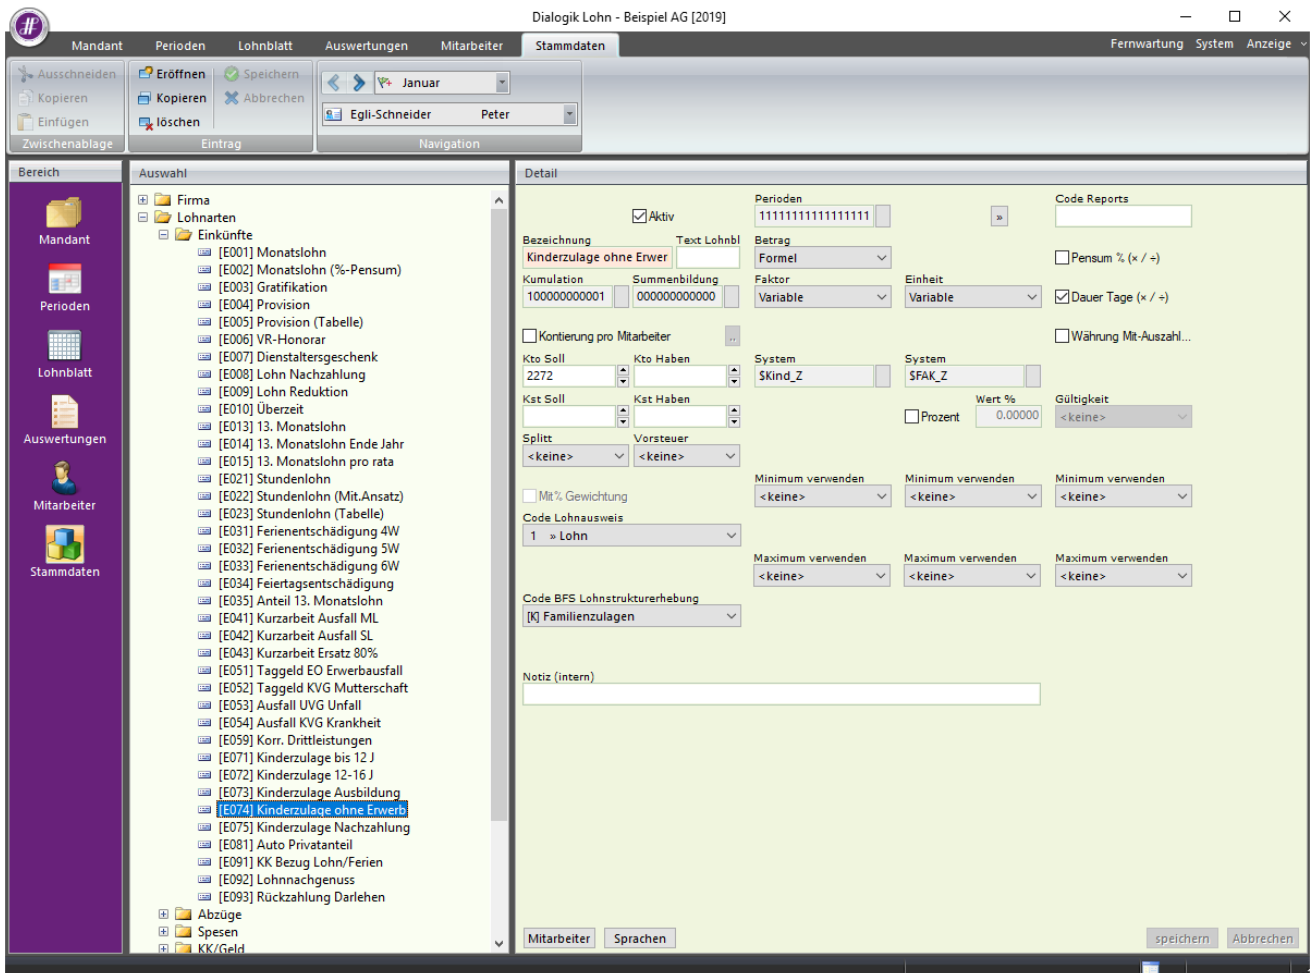 Dialogik Lohn - Beispiel AG [2019]
Mandant Perioden Lohnblatt Auswertungen Mitarbeiter Stammdaten Fernwartung System Anzeige
Ausschneiden
Kopieren
Einfügen
Zwischenablage
Eröffnen Speichern
Kopieren Abbrechen
löschen
Eintrag
Januar
Egli-Schneider Peter
Navigation
Bereich
Mandant
Perioden
Lohnblatt
Auswertungen
Mitarbeiter
Stammdaten
Auswahl
Firma
Lohnarten
Einkünfte
[E001] Monatslohn
[E002] Monatslohn (%-Pensum)
[E003] Gratifikation
[E004] Provision
[E005] Provision (Tabelle)
[E006] VR-Honorar
[E007] Dienstaltersgeschenk
[E008] Lohn Nachzahlung
[E009] Lohn Reduktion
[E010] Überzeit
[E013] 13. Monatslohn
[E014] 13. Monatslohn Ende Jahr
[E015] 13. Monatslohn pro rata
[E021] Stundenlohn
[E022] Stundenlohn (Mit.Ansatz)
[E023] Stundenlohn (Tabelle)
[E031] Ferienentschädigung 4W
[E032] Ferienentschädigung 5W
[E033] Ferienentschädigung 6W
[E034] Feiertagsentschädigung
[E035] Anteil 13. Monatslohn
[E041] Kurzarbeit Ausfall ML
[E042] Kurzarbeit Ausfall SL
[E043] Kurzarbeit Ersatz 80%
[E051] Taggeld EO Erwerbausfall
[E052] Taggeld KVG Mutterschaft
[E053] Ausfall UVG Unfall
[E054] Ausfall KVG Krankheit
[E059] Korr. Drittleistungen
[E071] Kinderzulage bis 12 J
[E072] Kinderzulage 12-16 J
[E073] Kinderzulage Ausbildung
[E074] Kinderzulage ohne Erwerb
[E075] Kinderzulage Nachzahlung
[E081] Auto Privatanteil
[E091] KK Bezug Lohn/Ferien
[E092] Lohnnachgenuss
[E093] Rückzahlung Darlehen
Abzüge
Spesen
KK/Geld
Detail
Perioden Code Reports
Aktiv 11111111111111111 »
Bezeichnung Text Lohnbl Betrag
Kinderzulage ohne Erwer Formel Pensum % (× / ÷)
Kumulation Summenbildung Faktor Einheit
100000000001 000000000000 Variable Variable Dauer Tage (× / ÷)
Kontierung pro Mitarbeiter .. Währung Mit-Auszahl...
Kto Soll Kto Haben System System
2272 $Kind_Z $FAK_Z
Kst Soll Kst Haben Wert % Gültigkeit
Prozent 0.00000 <keine>
Splitt Vorsteuer
<keine> <keine>
Minimum verwenden Minimum verwenden Minimum verwenden
Mit% Gewichtung <keine> <keine> <keine>
Code Lohnausweis
1 » Lohn
Maximum verwenden Maximum verwenden Maximum verwenden
<keine> <keine> <keine>
Code BFS Lohnstrukturerhebung
[K] Familienzulagen
Notiz (intern)
Mitarbeiter Sprachen speichern Abbrechen